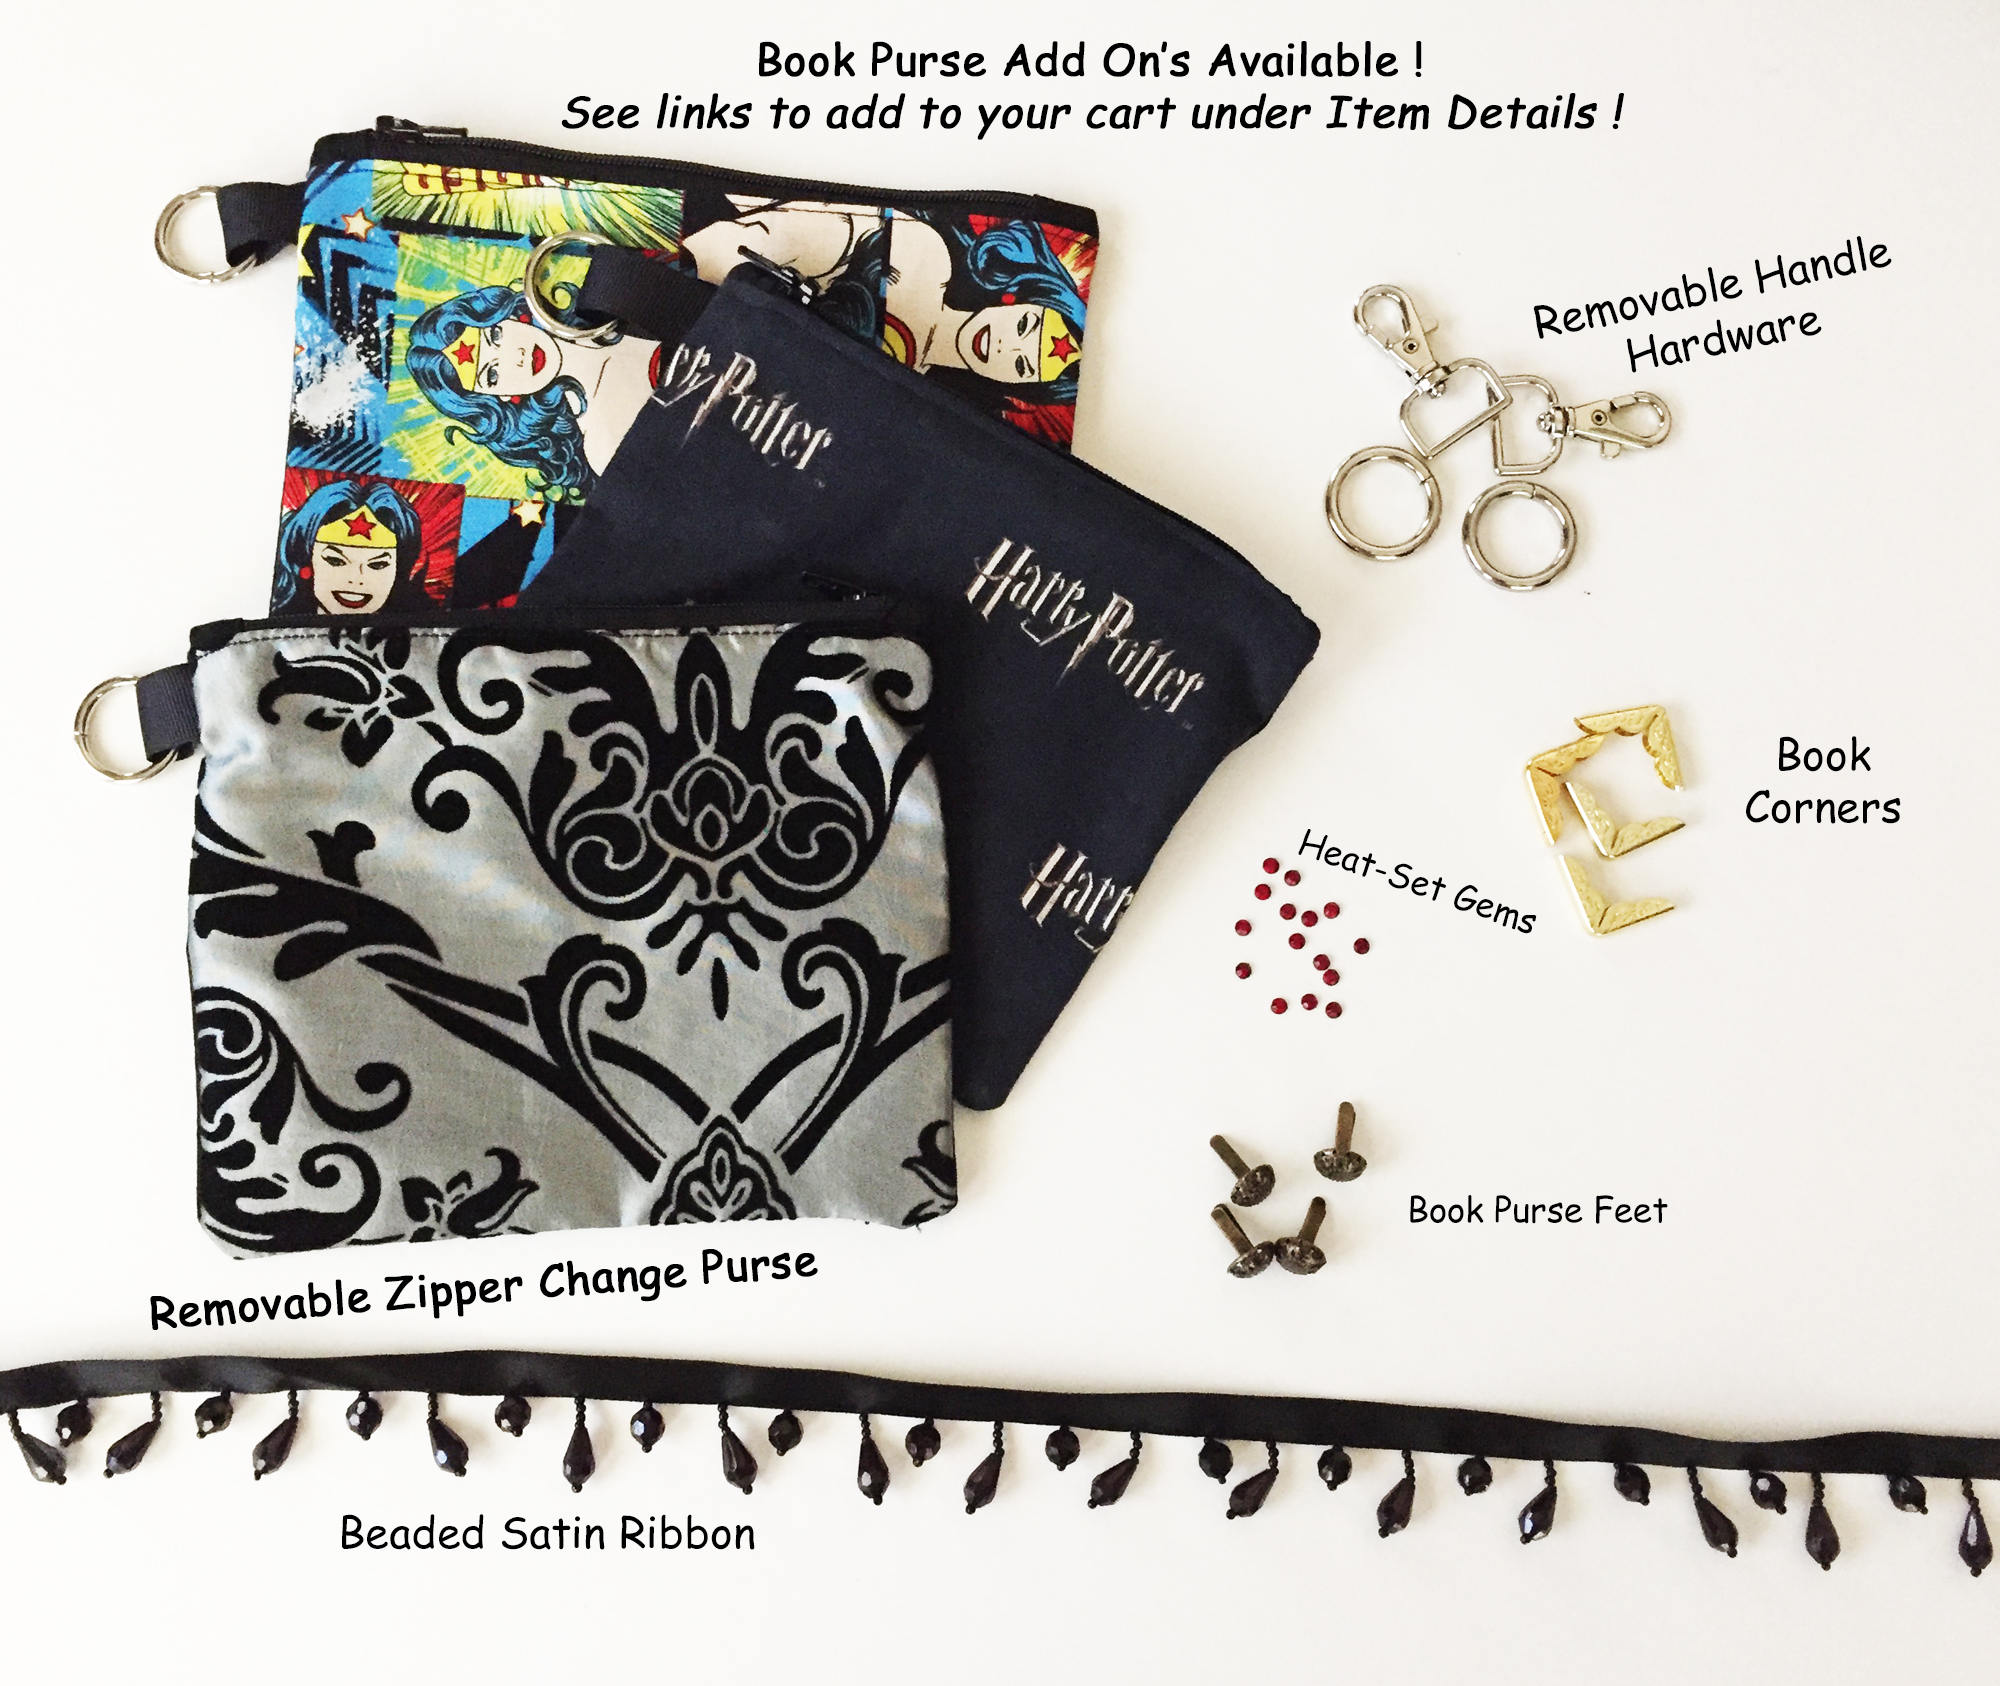 Book Purse Add On's Available !
See links to add to your cart under Item Details !
Removable Handle
Hardware
Harry Potter
Harry Potter
Harry
Book
Corners
Heat-Set Gems
Book Purse Feet
Removable Zipper Change Purse
Beaded Satin Ribbon